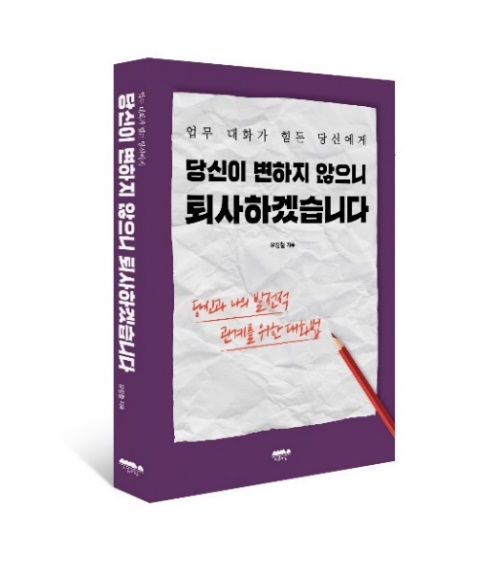 업무 대화가 힘든 당신에게
당신이 변하지 않으니
퇴사하겠습니다
당신과 나의 발전적
관계를 위한 대화법
당신이 변하지 않으니 퇴사하겠습니다